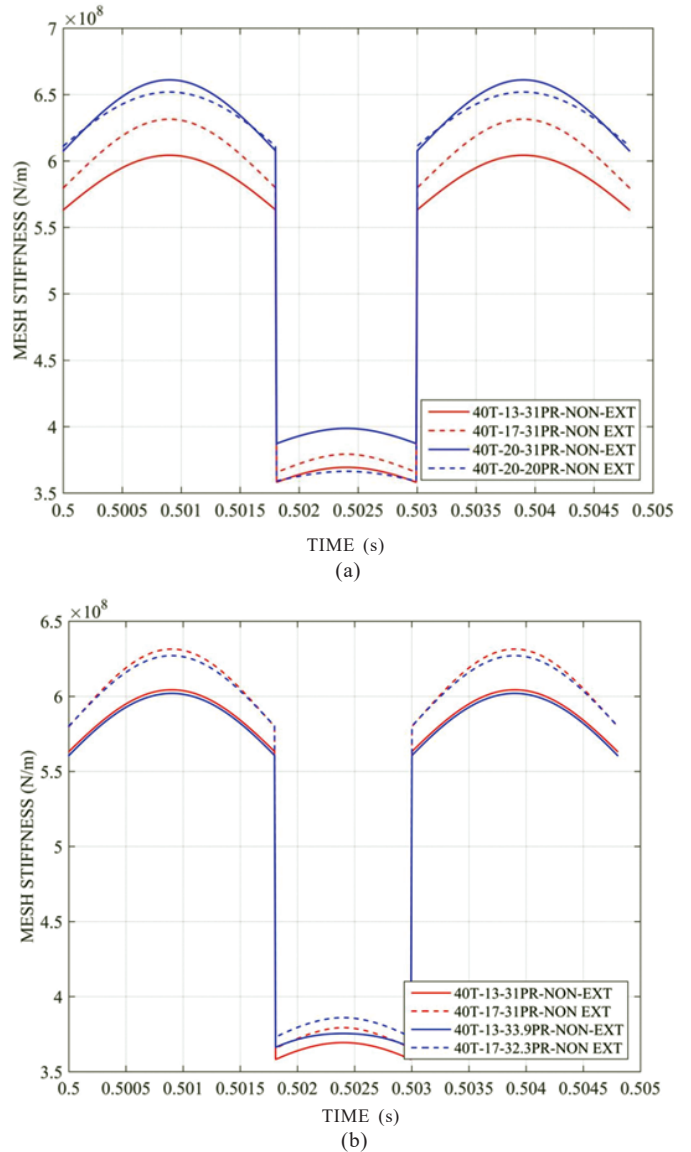 ×10⁸
7
6.5
6
5.5
5
4.5
4
3.5
MESH STIFFNESS (N/m)
40T-13-31PR-NON-EXT
40T-17-31PR-NON EXT
40T-20-31PR-NON-EXT
40T-20-20PR-NON EXT
0.5 0.5005 0.501 0.5015 0.502 0.5025 0.503 0.5035 0.504 0.5045 0.505
TIME (s)
(a)
×10⁸
6.5
6
5.5
5
4.5
4
3.5
MESH STIFFNESS (N/m)
40T-13-31PR-NON-EXT
40T-17-31PR-NON EXT
40T-13-33.9PR-NON-EXT
40T-17-32.3PR-NON EXT
0.5 0.5005 0.501 0.5015 0.502 0.5025 0.503 0.5035 0.504 0.5045 0.505
TIME (s)
(b)